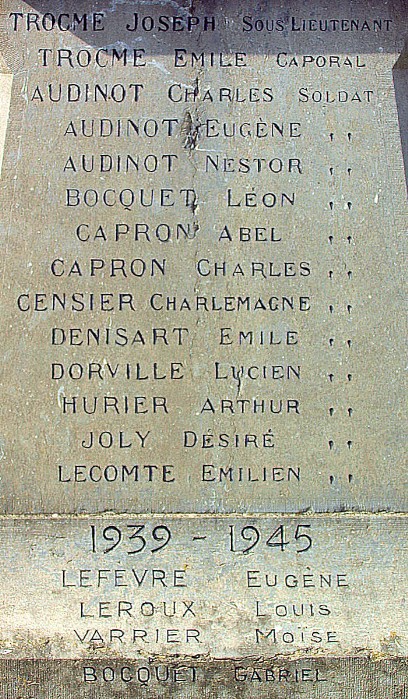 TROCME JOSEPH SOUS LIEUTENANT
TROCME EMILE CAPORAL
AUDINOT CHARLES SOLDAT
AUDINOT EUGÈNE ,,
AUDINOT NESTOR ,,
BOCQUET LÉON ,,
CAPRON ABEL ,,
CAPRON CHARLES ,,
CENSIER CHARLEMAGNE ,,
DENISART EMILE ,,
DORVILLE LUCIEN ,,
HURIER ARTHUR ,,
JOLY DÉSIRÉ ,,
LECOMTE EMILIEN ,,
1939 - 1945
LEFEVRE EUGÈNE
LEROUX LOUIS
VARRIER MOÏSE
BOCQUET GABRIEL